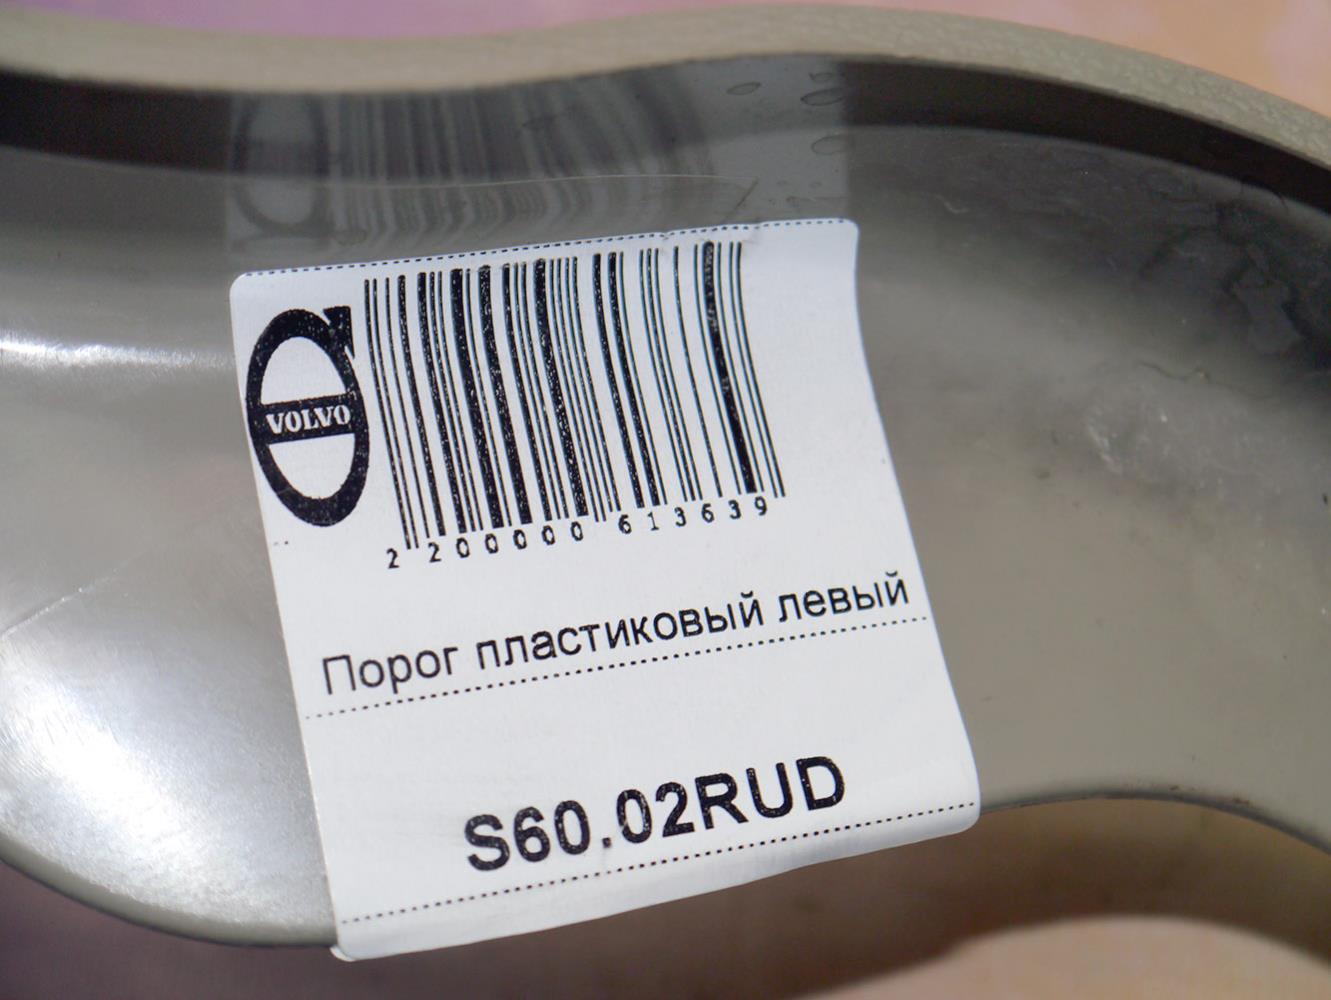 VOLVO
2 200000 613639
Порог пластиковый левый
S60.02RUD